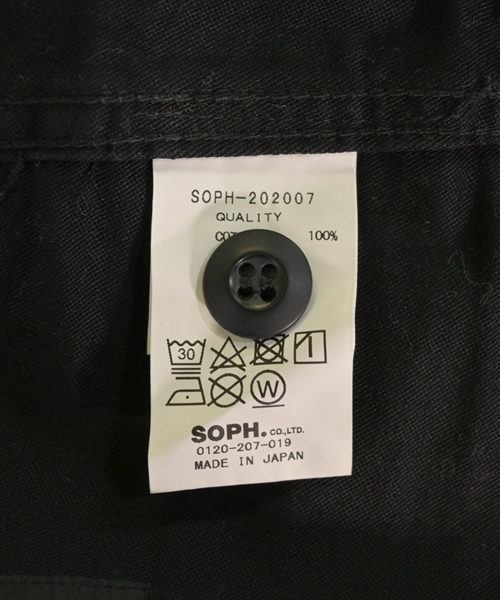 SOPH-202007
QUALITY
100%
30
W
SOPH. CO.,LTD.
0120-207-019
MADE IN JAPAN